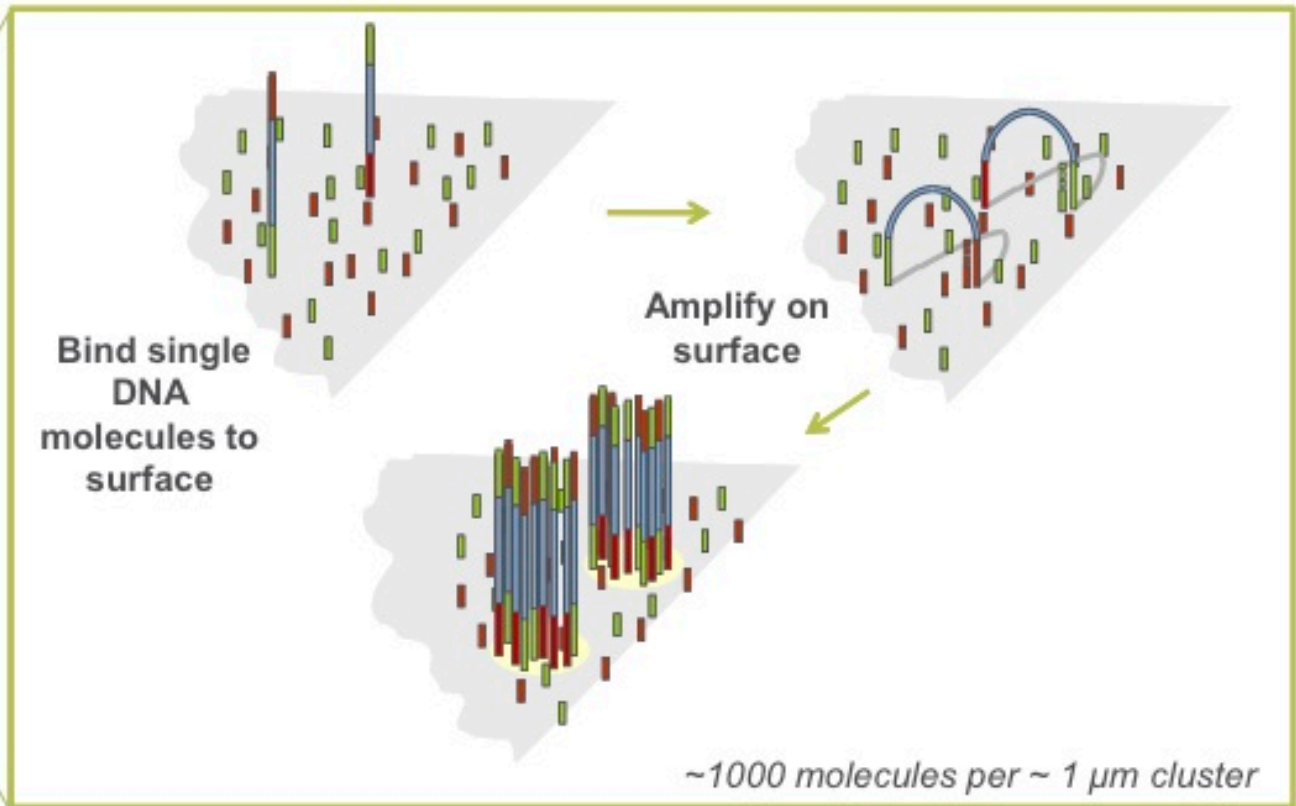 Bind single
DNA
molecules to
surface
Amplify on
surface
~1000 molecules per ~ 1 µm cluster